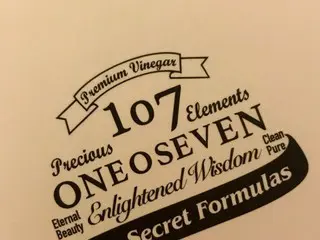 Premium Vinegar
107
Precious Elements
ONEOSEVEN
Eternal Beauty
Enlightened Wisdom
Clean Pure
Secret Formulas